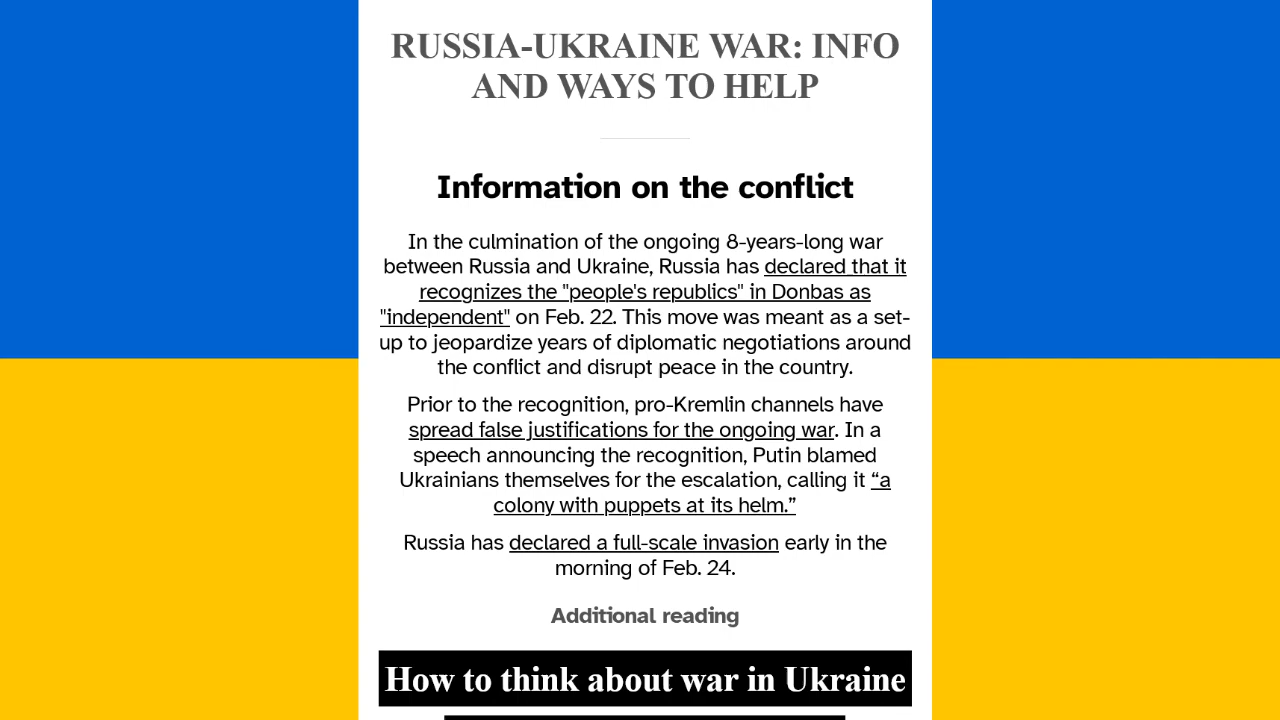 RUSSIA-UKRAINE WAR: INFO
AND WAYS TO HELP
Information on the conflict
In the culmination of the ongoing 8-years-long war
between Russia and Ukraine, Russia has declared that it
recognizes the "people's republics" in Donbas as
"independent" on Feb. 22. This move was meant as a set-
up to jeopardize years of diplomatic negotiations around
the conflict and disrupt peace in the country.
Prior to the recognition, pro-Kremlin channels have
spread false justifications for the ongoing war. In a
speech announcing the recognition, Putin blamed
Ukrainians themselves for the escalation, calling it “a
colony with puppets at its helm.”
Russia has declared a full-scale invasion early in the
morning of Feb. 24.
Additional reading
How to think about war in Ukraine